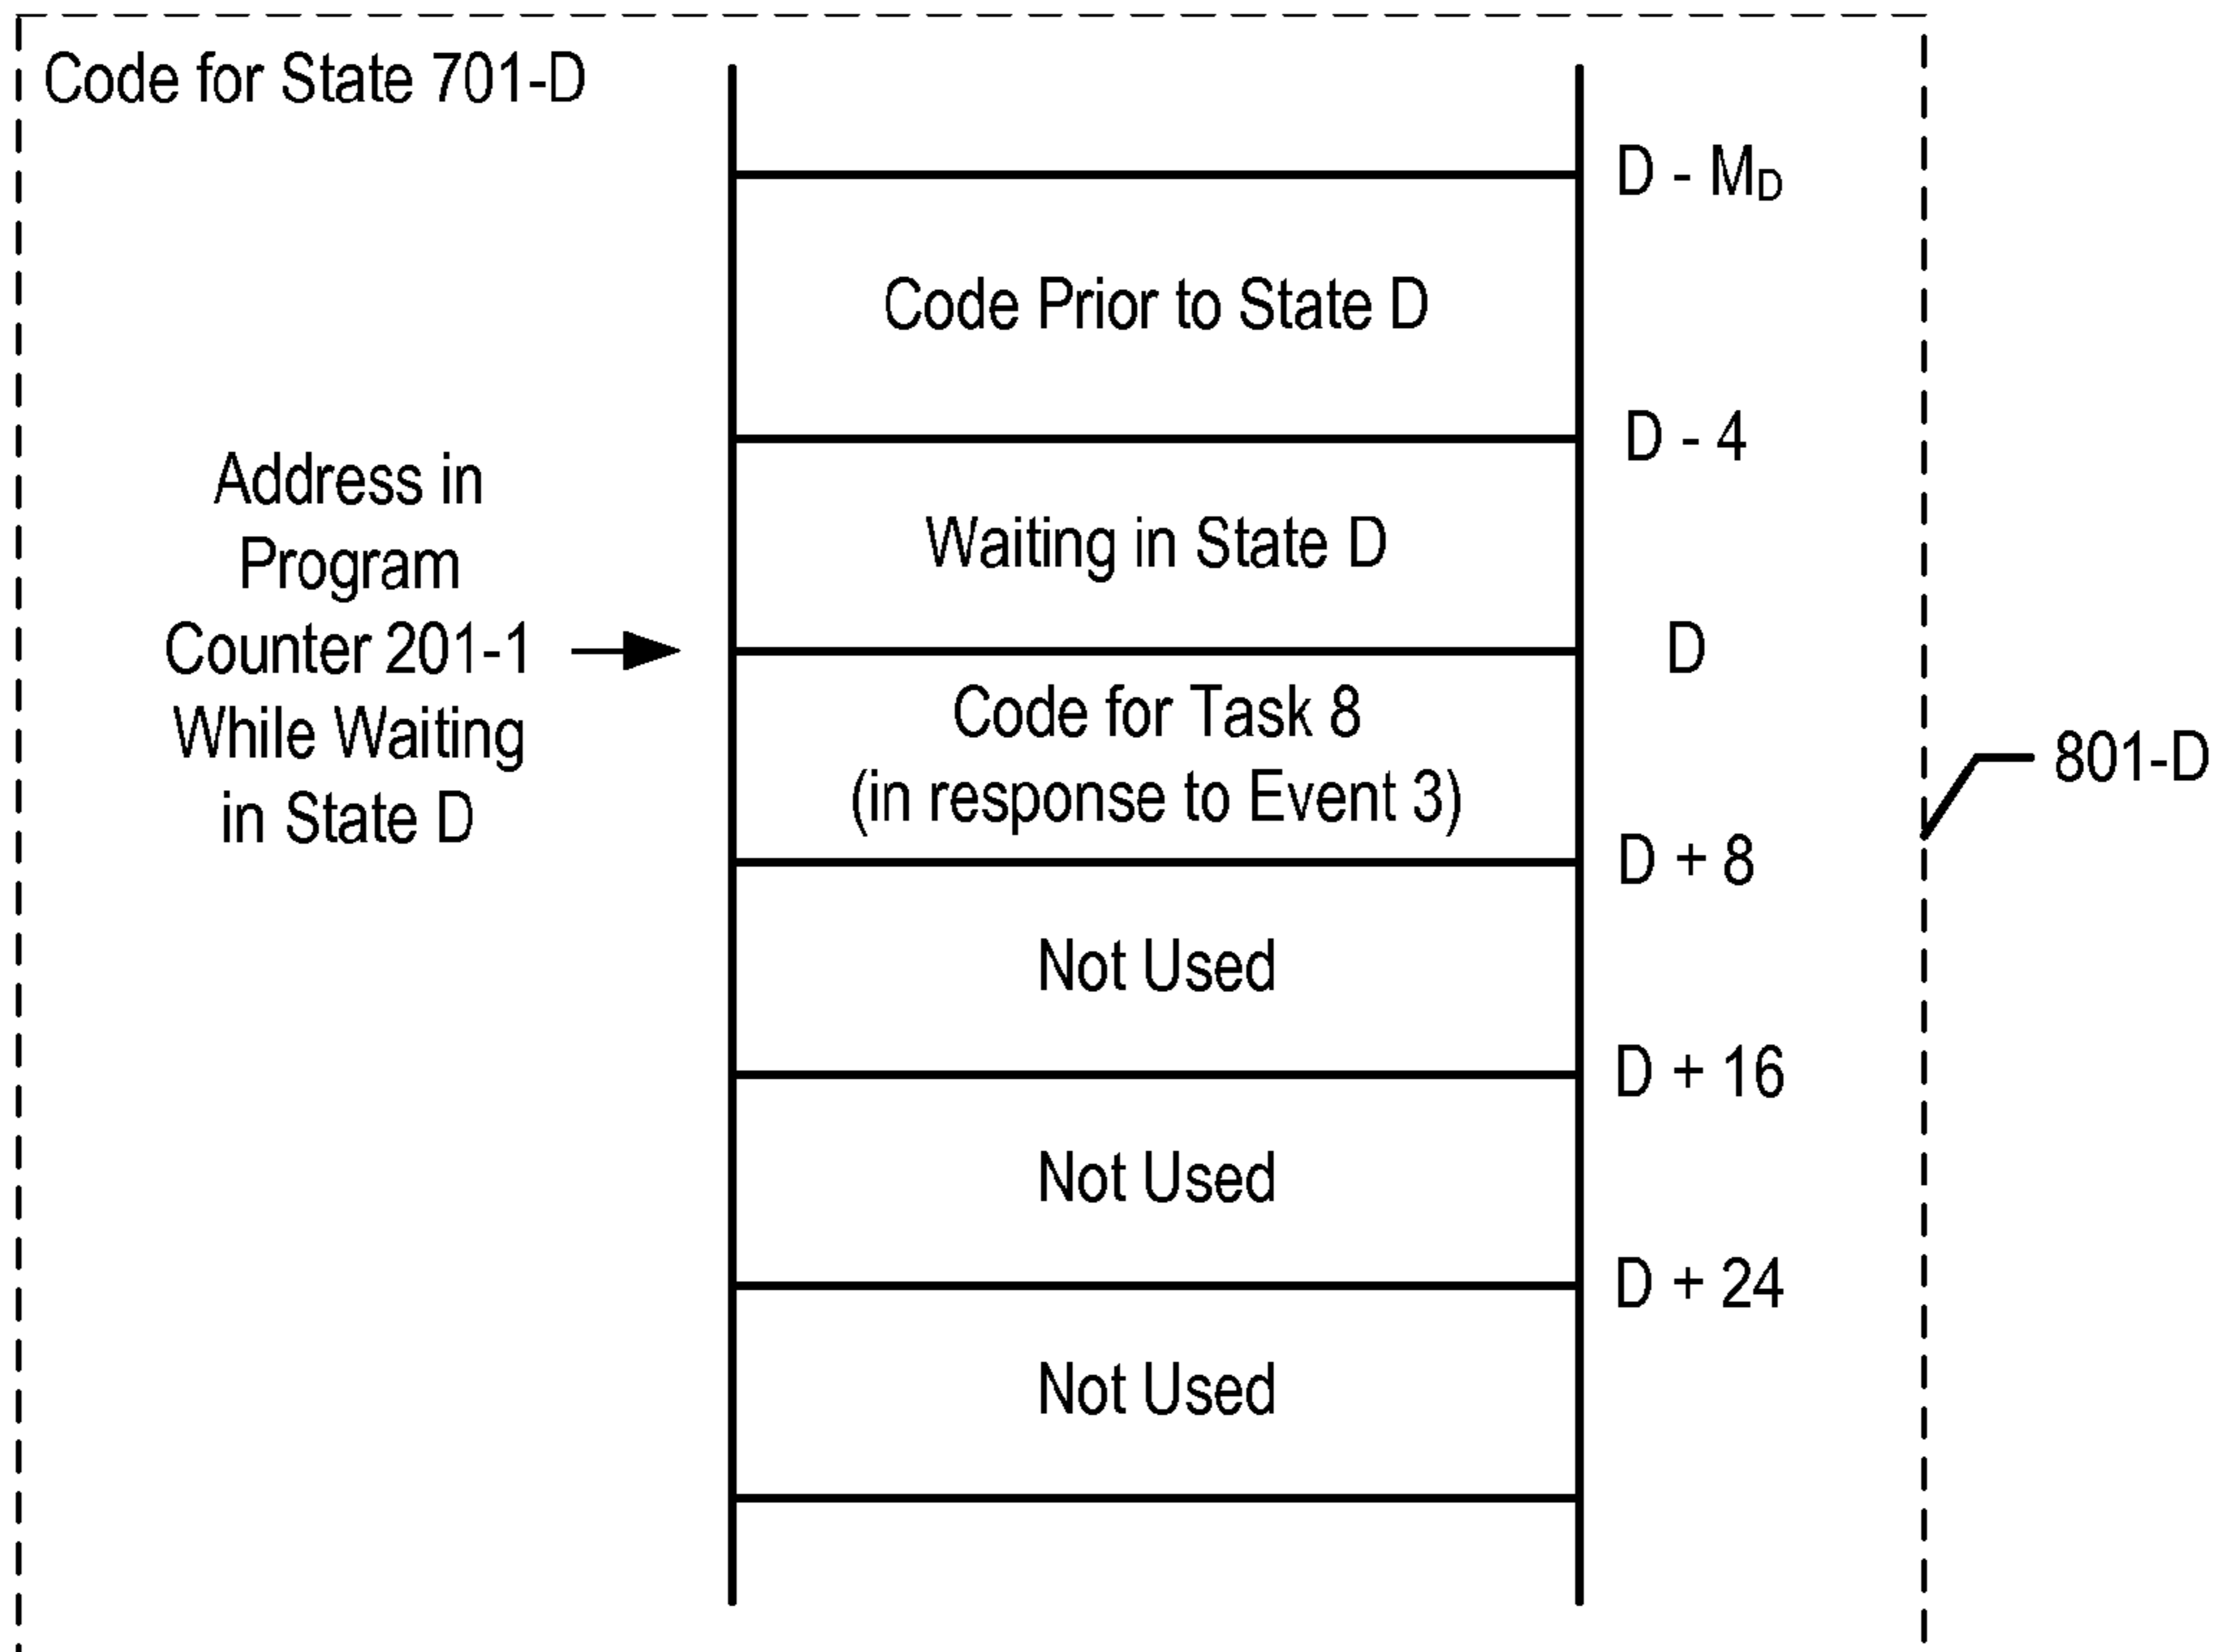 Code for State 701-D
D - MD
Code Prior to State D
D - 4
Address in
Program
Counter 201-1
While Waiting
in State D
Waiting in State D
D
Code for Task 8
(in response to Event 3)
801-D
D + 8
Not Used
D + 16
Not Used
D + 24
Not Used